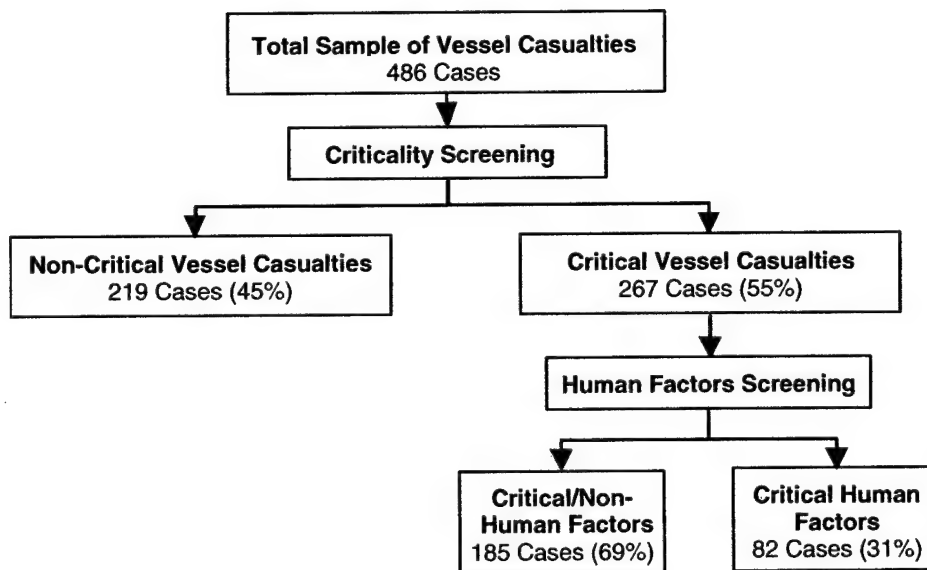 Total Sample of Vessel Casualties
486 Cases
Criticality Screening
Non-Critical Vessel Casualties
219 Cases (45%)
Critical Vessel Casualties
267 Cases (55%)
Human Factors Screening
Critical/Non-
Human Factors
185 Cases (69%)
Critical Human
Factors
82 Cases (31%)